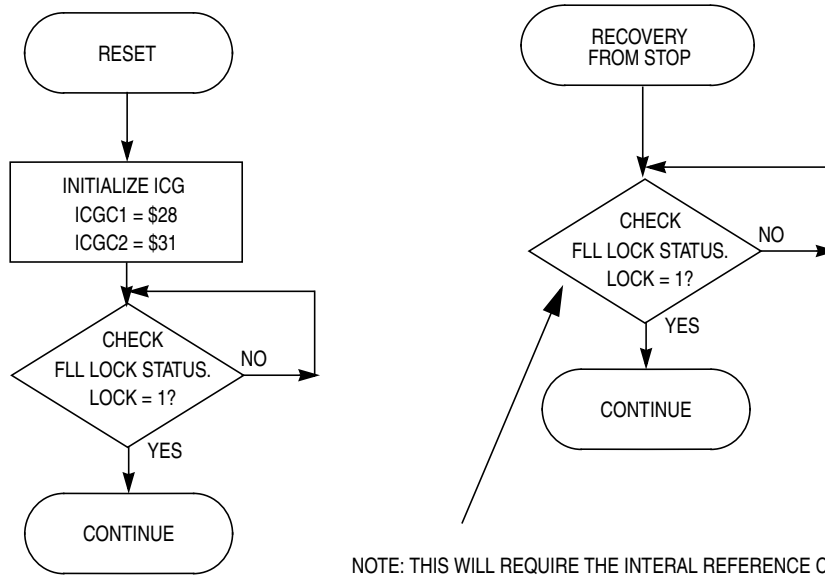 RESET
INITIALIZE ICG
ICGC1 = $28
ICGC2 = $31
CHECK
FLL LOCK STATUS.
LOCK = 1?
NO
YES
CONTINUE
RECOVERY
FROM STOP
CHECK
FLL LOCK STATUS.
LOCK = 1?
NO
YES
CONTINUE
NOTE: THIS WILL REQUIRE THE INTERAL REFERENCE